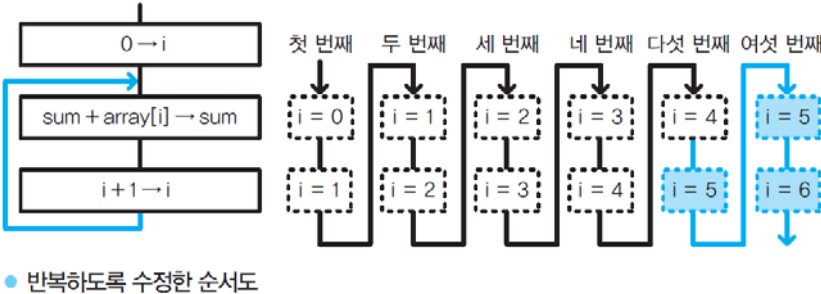 0→i
sum + array[i] → sum
i+1→i
첫 번째 두 번째 세 번째 네 번째 다섯 번째 여섯 번째
i = 0 i = 1 i = 2 i = 3 i = 4 i = 5
i = 1 i = 2 i = 3 i = 4 i = 5 i = 6
반복하도록 수정한 순서도